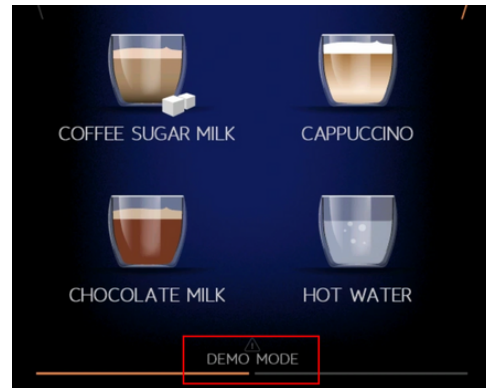 COFFEE SUGAR MILK
CAPPUCCINO
CHOCOLATE MILK
HOT WATER
DEMO MODE